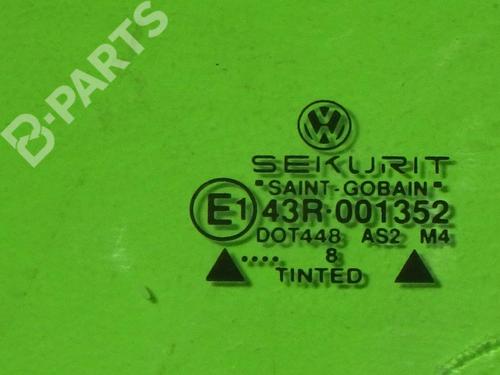 B-PARTS
SEKURIT
"SAINT-GOBAIN"
E1 43R-001352
DOT448 AS2 M4
.... 8
TINTED